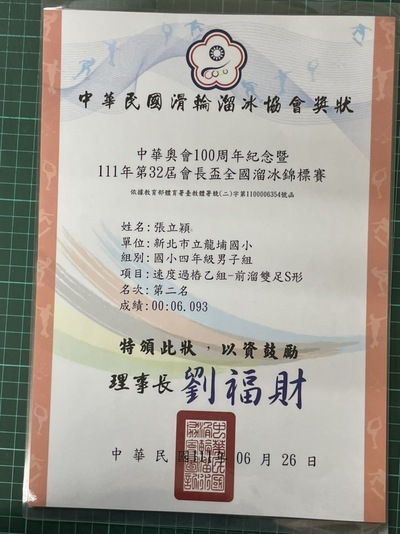 中華民國滑輪溜冰協會獎狀
中華奧會100周年紀念暨
111年第32屆會長盃全國溜冰錦標賽
依據教育部體育署臺教體署競(二)字第1100006354號函
姓名:張立穎
單位:新北市立龍埔國小
組別:國小四年級男子組
項目:速度過樁乙組-前溜雙足S形
名次:第二名
成績:00:06.093
特頒此狀，以資鼓勵
理事長 劉福財
中華民國111年06月26日